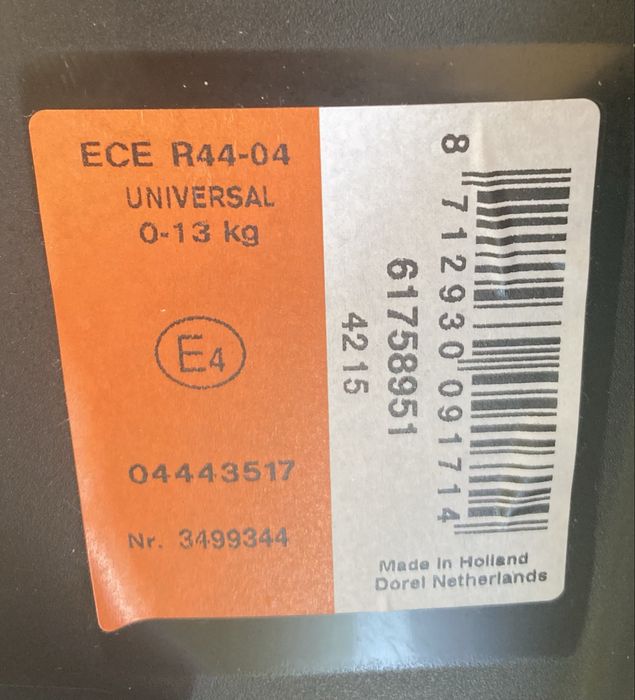 ECE R44-04
UNIVERSAL
0-13 kg
E4
04443517
Nr. 3499344
8 712930 091714
61758951
4215
Made in Holland
Dorel Netherlands